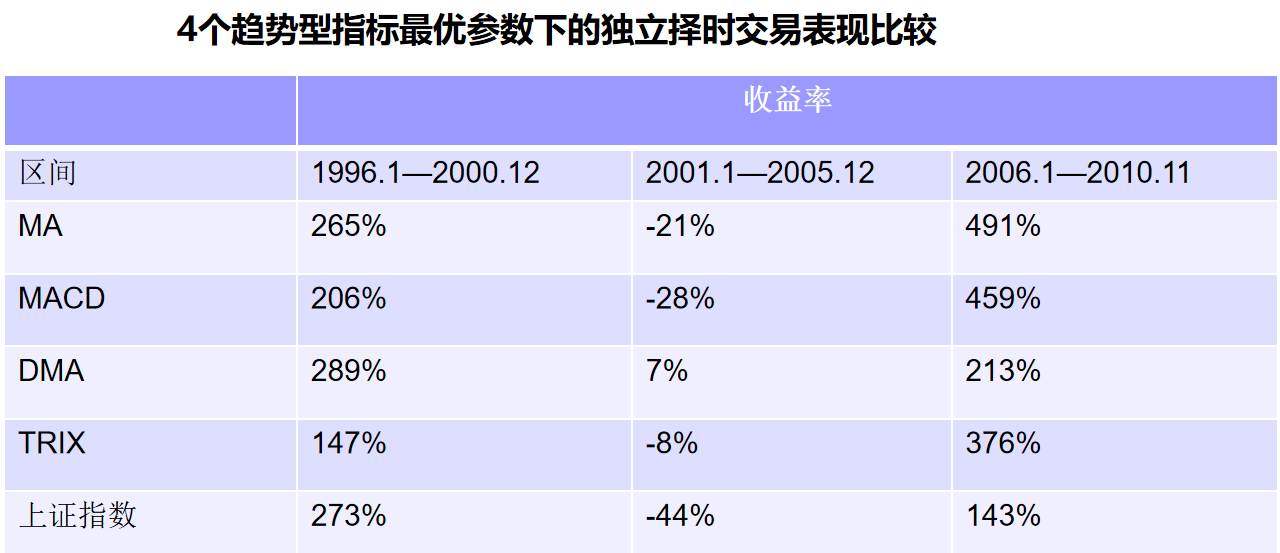 4个趋势型指标最优参数下的独立择时交易表现比较
收益率
区间 1996.1—2000.12 2001.1—2005.12 2006.1—2010.11
MA 265% -21% 491%
MACD 206% -28% 459%
DMA 289% 7% 213%
TRIX 147% -8% 376%
上证指数 273% -44% 143%